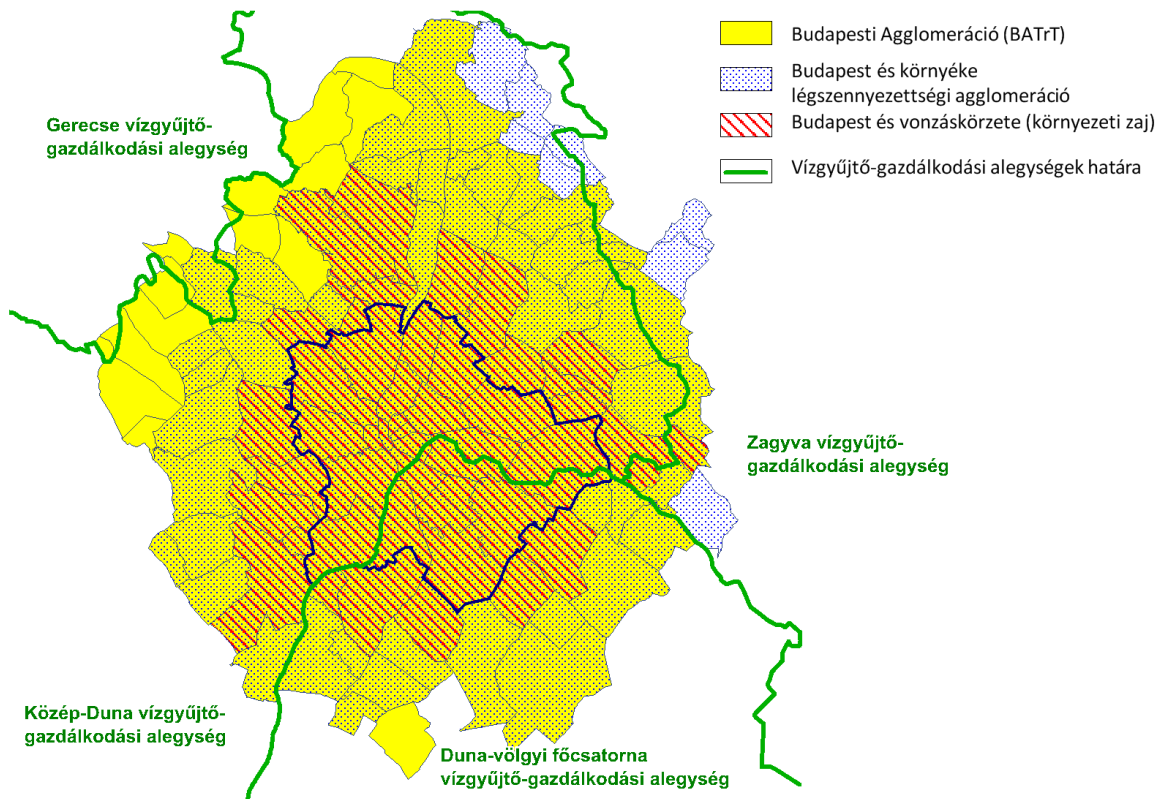 Budapesti Agglomeráció (BATrT)
Budapest és környéke
légszennyezettségi agglomeráció
Budapest és vonzáskörzete (környezeti zaj)
Vízgyűjtő-gazdálkodási alegységek határa
Gerecse vízgyűjtő-
gazdálkodási alegység
Zagyva vízgyűjtő-
gazdálkodási alegység
Közép-Duna vízgyűjtő-
gazdálkodási alegység
Duna-völgyi főcsatorna
vízgyűjtő-gazdálkodási alegység